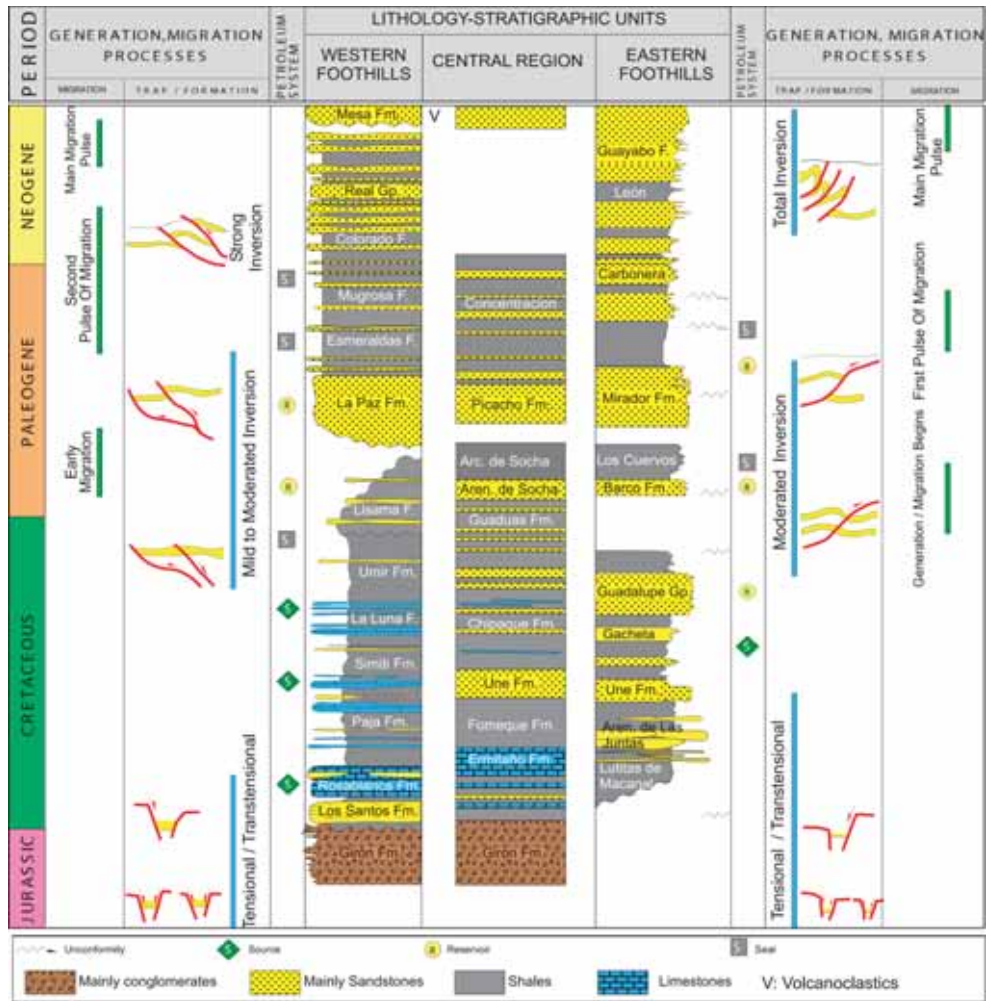 PERIOD
GENERATION, MIGRATION
PROCESSES
MIGRATION
TRAP / FORMATION
PETROLEUM
SYSTEM
LITHOLOGY-STRATIGRAPHIC UNITS
WESTERN
FOOTHILLS
CENTRAL REGION
EASTERN
FOOTHILLS
PETROLEUM
SYSTEM
GENERATION, MIGRATION
PROCESSES
TRAP / FORMATION
MIGRATION
NEOGENE
PALEOGENE
CRETACEOUS
JURASSIC
Main Migration
Pulse
Second
Pulse Of Migration
Early
Migration
Strong
Inversion
Mild to Moderated Inversion
Tensional / Transtensional
S
S
R
R
S
S
S
S
Mesa Fm.
Real Gp.
Colorado F.
Mugrosa F.
Esmeraldas F.
La Paz Fm.
Lisama F.
Umir Fm.
La Luna F.
Simiti Fm.
Paja Fm.
Rosablanca Fm.
Los Santos Fm.
Girón Fm.
V
Concentración
Picacho Fm.
Arc. de Socha
Aren. de Socha
Guaduas Fm.
Chipaque Fm.
Une Fm.
Fomeque Fm.
Ermitaño Fm.
Girón Fm.
Guayabo F.
León
Carbonera
Mirador Fm.
Los Cuervos
Barco Fm.
Guadalupe Gp.
Gacheta
Une Fm.
Aren. de Las
Juntas
Lutitas de
Macanal
S
R
S
R
R
S
Total Inversion
Moderated Inversion
Tensional / Transtensional
Main Migration
Pulse
First Pulse Of Migration
Generation / Migration Begins
Unconformity
S
Source
R
Reservoir
S
Seal
Mainly conglomerates
Mainly Sandstones
Shales
Limestones
V: Volcanoclastics